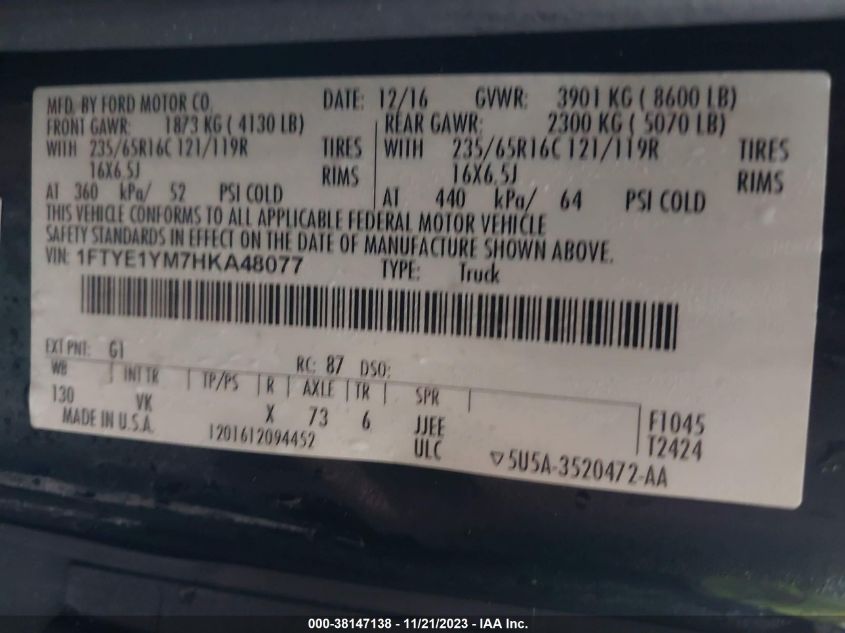 MFD. BY FORD MOTOR CO. DATE: 12/16 GVWR: 3901 KG ( 8600 LB)
FRONT GAWR: 1873 KG ( 4130 LB) REAR GAWR: 2300 KG ( 5070 LB)
WITH 235/65R16C 121/119R TIRES WITH 235/65R16C 121/119R TIRES
16X6.5J RIMS 16X6.5J RIMS
AT 360 kPa/ 52 PSI COLD AT 440 kPa/ 64 PSI COLD
THIS VEHICLE CONFORMS TO ALL APPLICABLE FEDERAL MOTOR VEHICLE
SAFETY STANDARDS IN EFFECT ON THE DATE OF MANUFACTURE SHOWN ABOVE.
VIN: 1FTYE1YM7HKA48077 TYPE: Truck
EXT PNT: G1 RC: 87 DSO:
WB INT TR TP/PS R AXLE TR SPR
130 VK X 73 6 JJEE F1045
MADE IN U.S.A. 1201612094452 ULC T2424
▽5U5A-3520472-AA
000-38147138 - 11/21/2023 - IAA Inc.